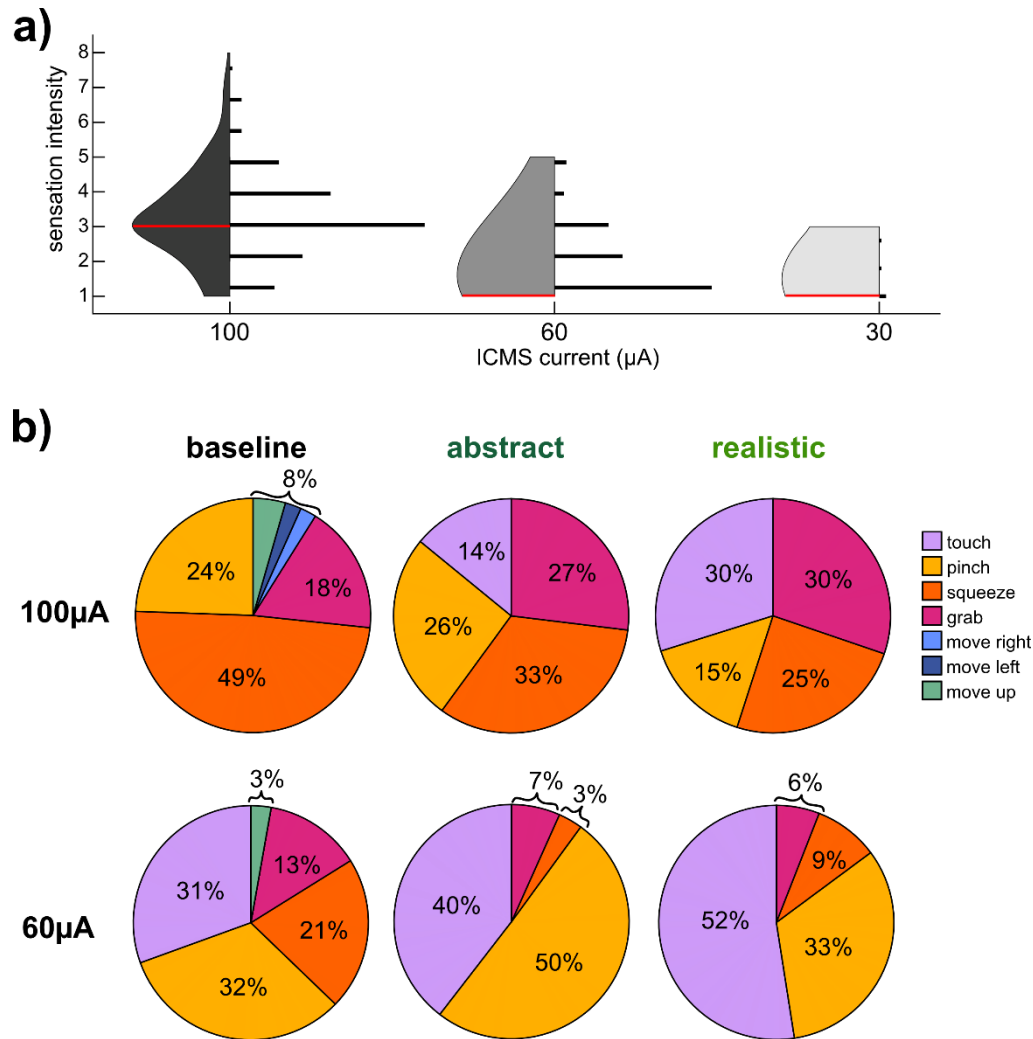 a)
sensation intensity
8
7
6
5
4
3
2
1
100
60
30
ICMS current (µA)
b)
baseline
abstract
realistic
100µA
8%
24%
18%
49%
14%
27%
26%
33%
30%
30%
15%
25%
touch
pinch
squeeze
grab
move right
move left
move up
60µA
3%
31%
13%
21%
32%
7%
3%
40%
50%
6%
9%
52%
33%